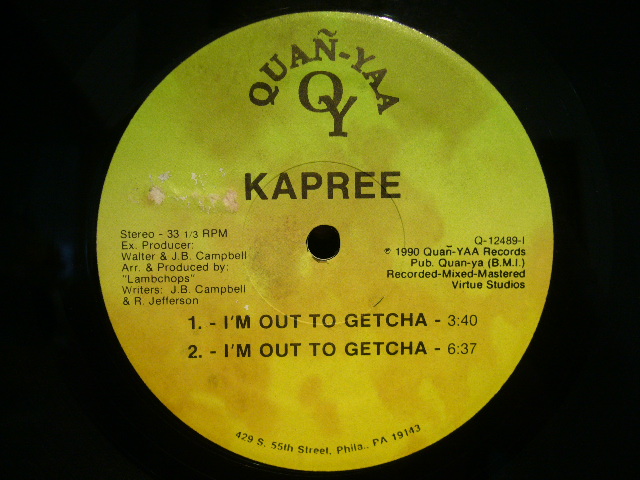 QUAÑ-YAA
QY
KAPREE
Stereo - 33 1/3 RPM
Ex. Producer:
Walter & J.B. Campbell
Arr. & Produced by:
"Lambchops"
Writers: J.B. Campbell
& R. Jefferson
Q-12489-I
℗ 1990 Quañ-YAA Records
Pub. Quan-ya (B.M.I.)
Recorded-Mixed-Mastered
Virtue Studios
1. - I'M OUT TO GETCHA - 3:40
2. - I'M OUT TO GETCHA - 6:37
429 S. 55th Street, Phila., PA 19143